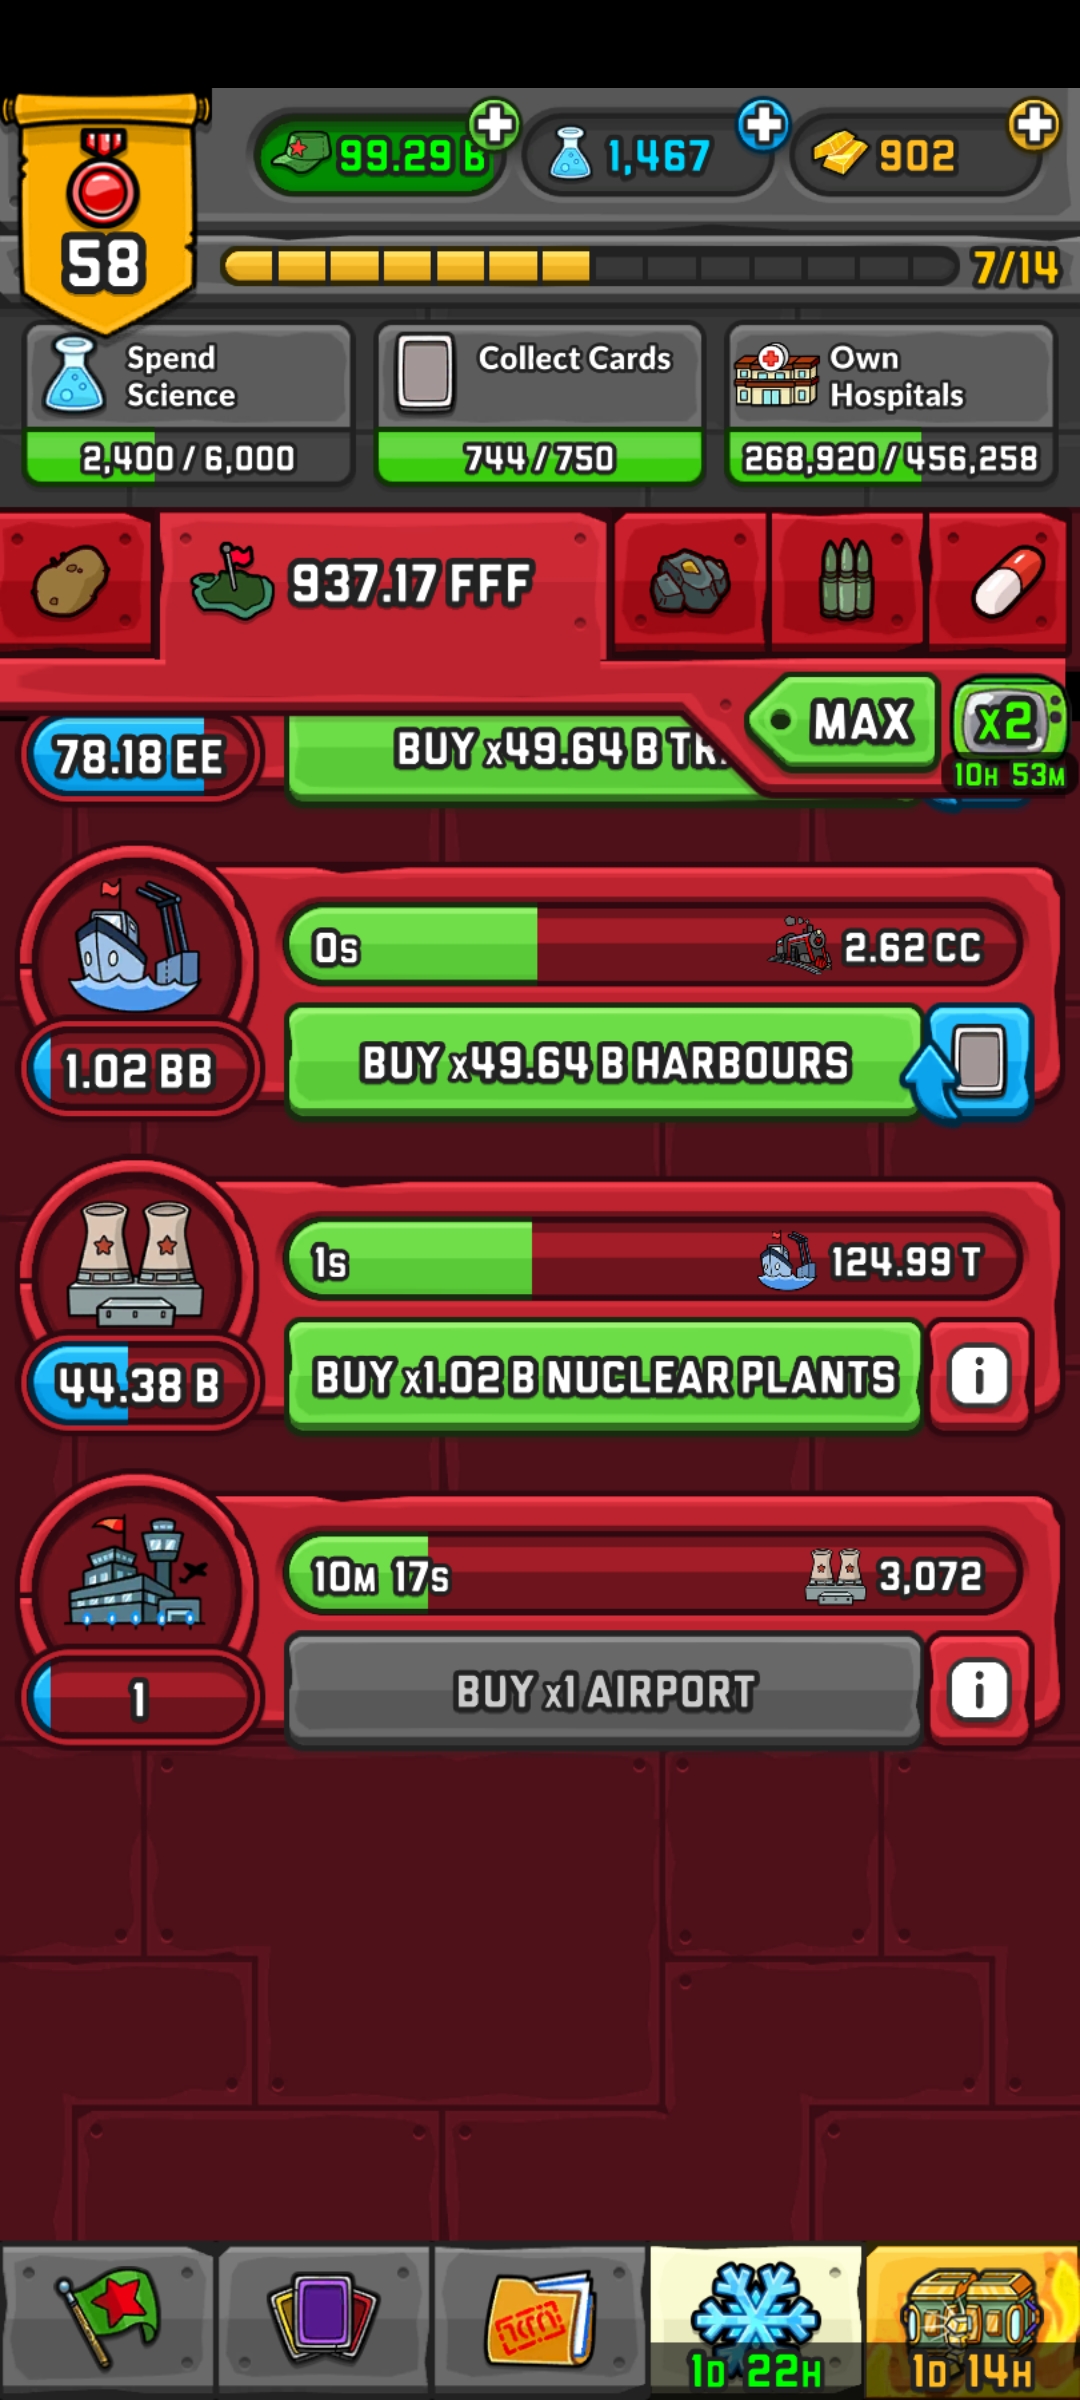 99.29 B
1,467
902
58
7/14
Spend
Science
2,400 / 6,000
Collect Cards
744 / 750
Own
Hospitals
268,920 / 456,258
937.17 FFF
MAX
x2
10H 53M
78.18 EE
BUY x49.64 B TR
0s
2.62 CC
1.02 BB
BUY x49.64 B HARBOURS
1s
124.99 T
44.38 B
BUY x1.02 B NUCLEAR PLANTS
i
10M 17s
3,072
1
BUY x1 AIRPORT
i
1D 22H
1D 14H